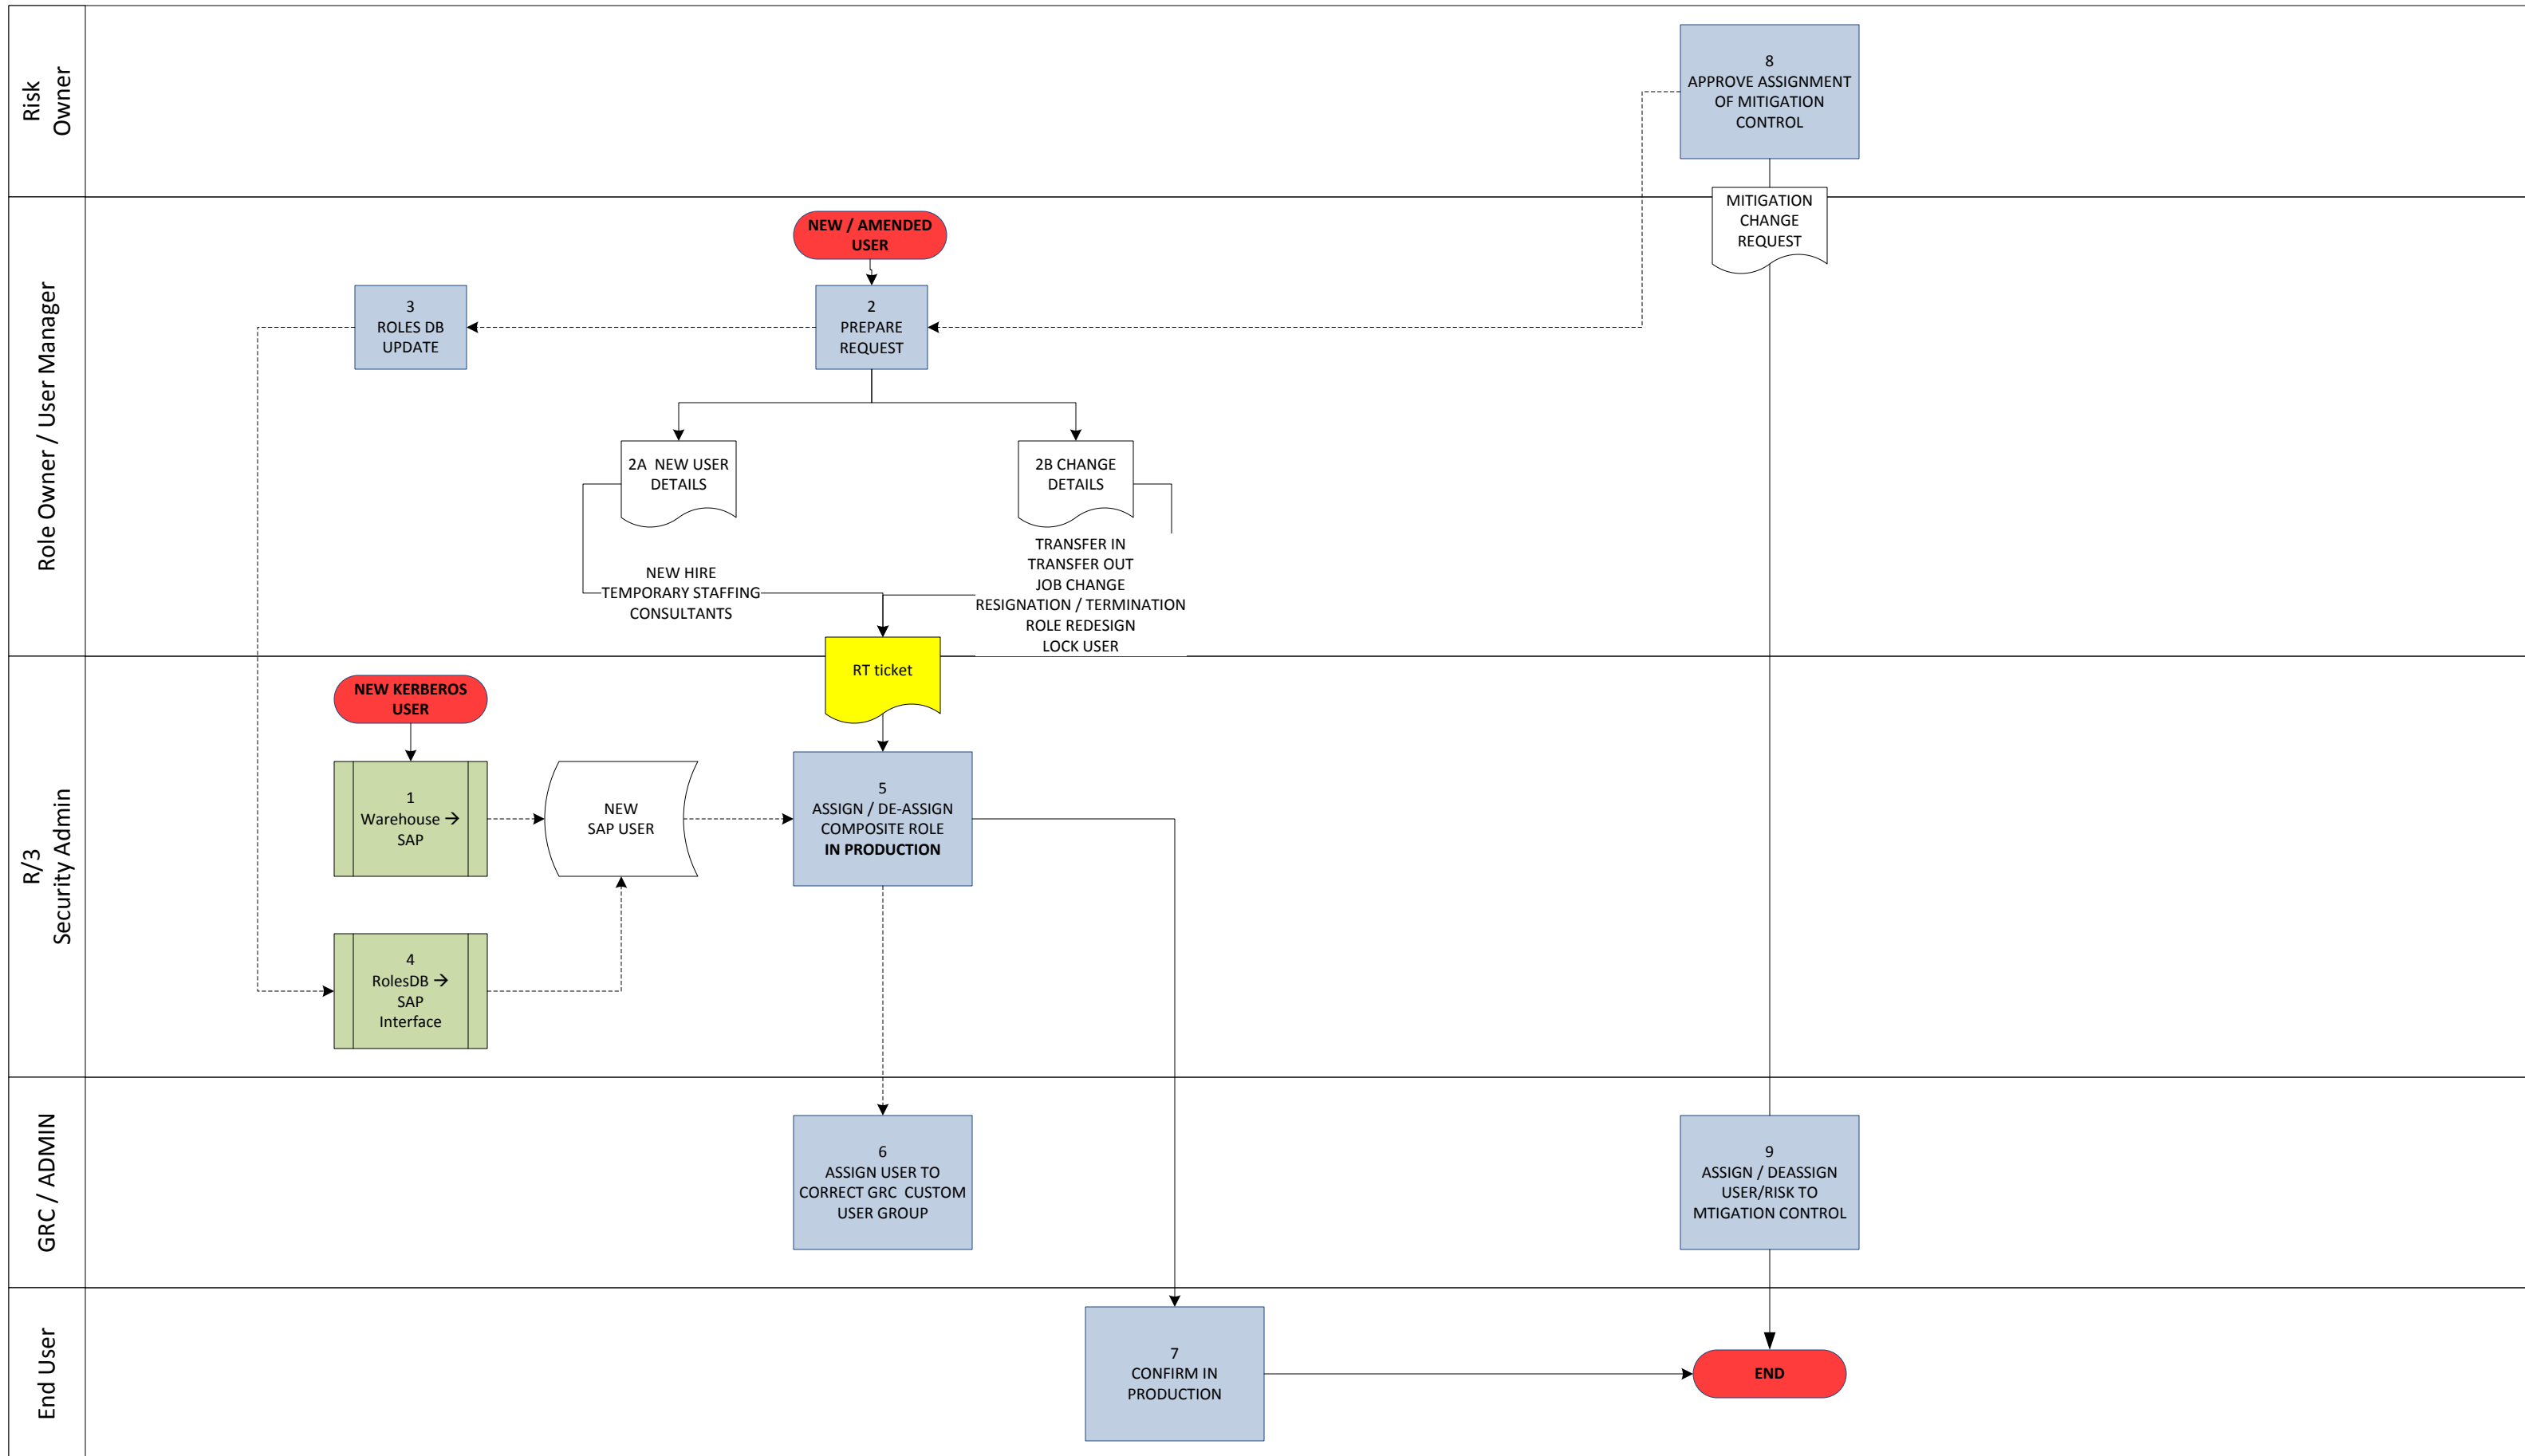 Risk
Owner
8
APPROVE ASSIGNMENT
OF MITIGATION
CONTROL
Role Owner / User Manager
MITIGATION
CHANGE
REQUEST
NEW / AMENDED
USER
3
ROLES DB
UPDATE
2
PREPARE
REQUEST
2A  NEW USER
DETAILS
2B CHANGE
DETAILS
NEW HIRE
TEMPORARY STAFFING
CONSULTANTS
TRANSFER IN
TRANSFER OUT
JOB CHANGE
RESIGNATION / TERMINATION
ROLE REDESIGN
LOCK USER
RT ticket
R/3
Security Admin
NEW KERBEROS
USER
1
Warehouse →
SAP
NEW
SAP USER
5
ASSIGN / DE-ASSIGN
COMPOSITE ROLE
IN PRODUCTION
4
RolesDB →
SAP
Interface
GRC / ADMIN
6
ASSIGN USER TO
CORRECT GRC  CUSTOM
USER GROUP
9
ASSIGN / DEASSIGN
USER/RISK TO
MTIGATION CONTROL
End User
7
CONFIRM IN
PRODUCTION
END